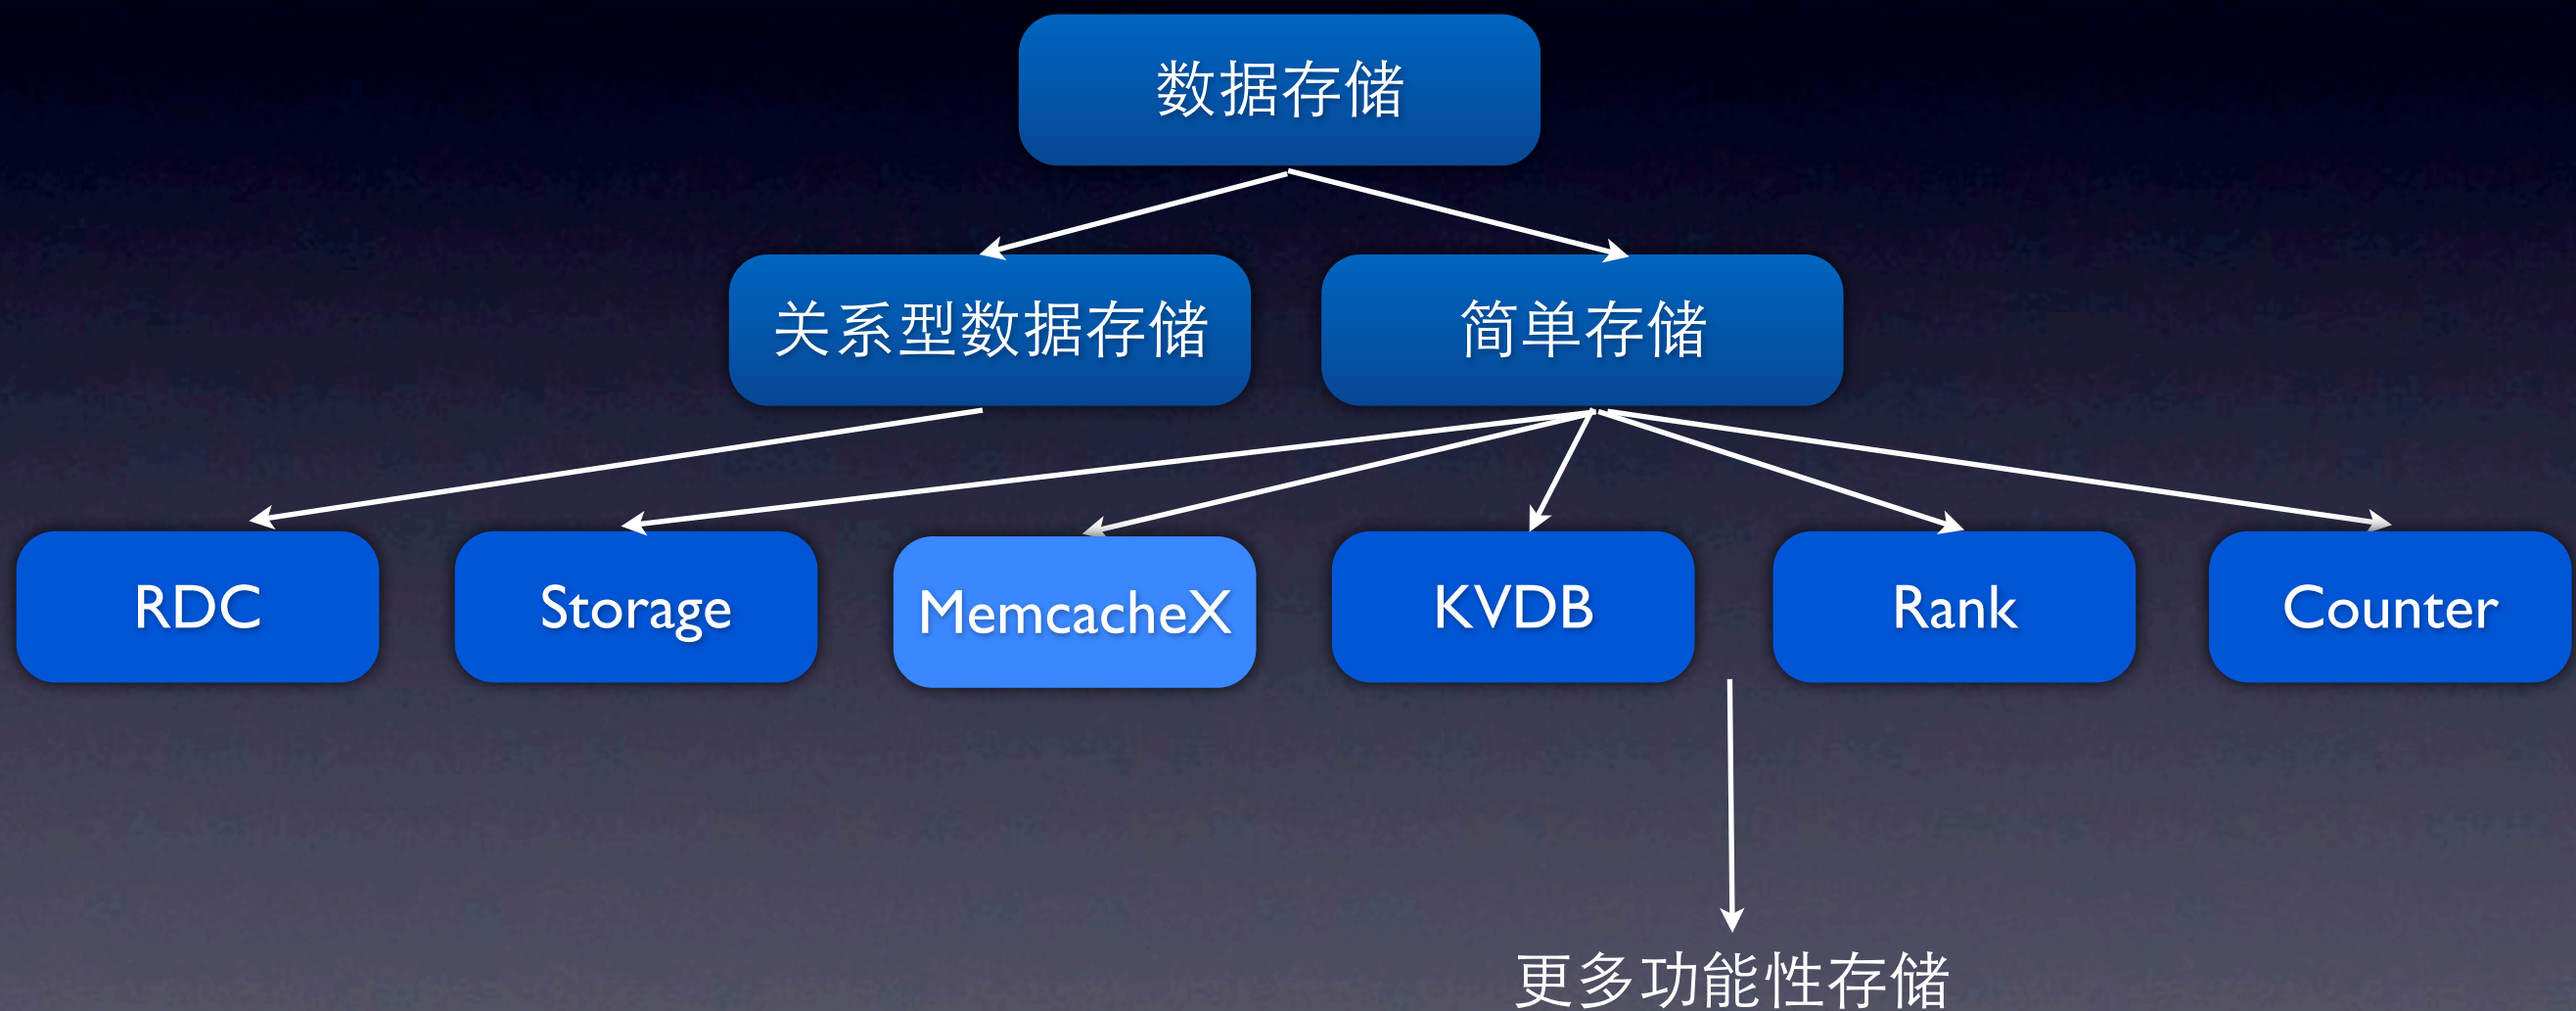 数据存储
关系型数据存储
简单存储
RDC
Storage
MemcacheX
KVDB
Rank
Counter
更多功能性存储